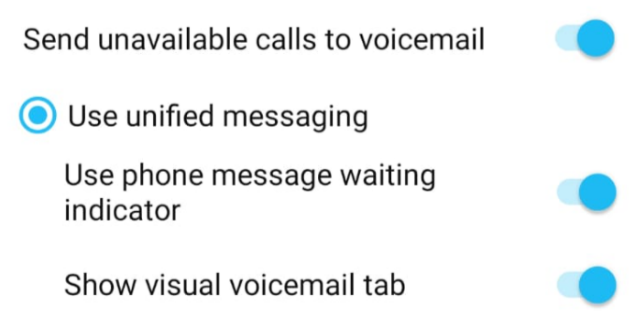 Send unavailable calls to voicemail
Use unified messaging
Use phone message waiting
indicator
Show visual voicemail tab